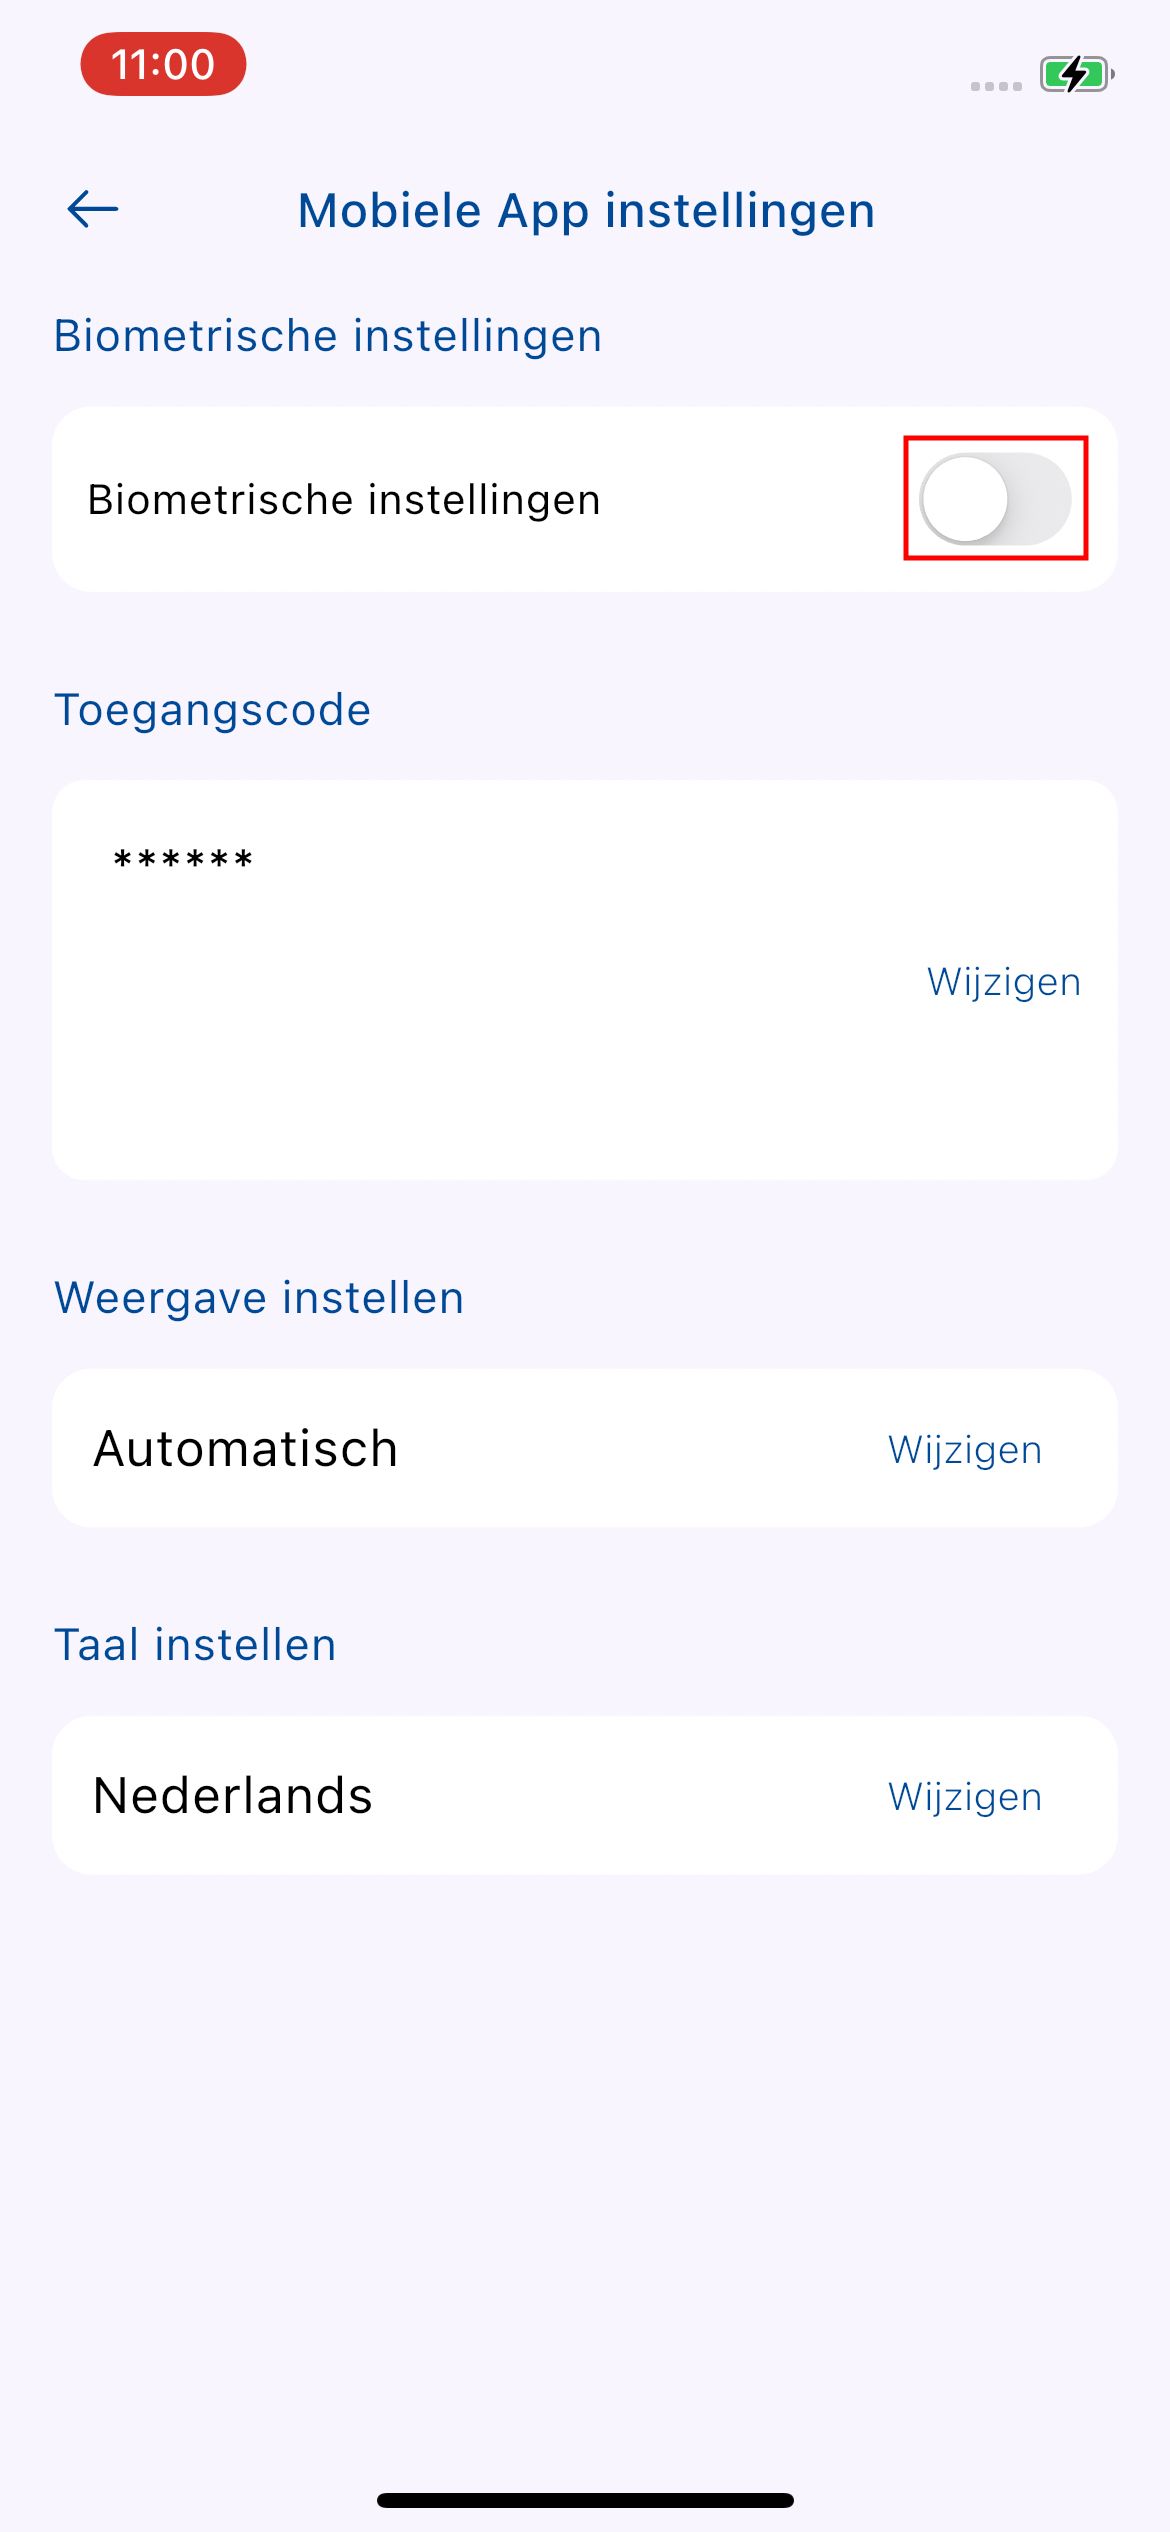 11:00
Mobiele App instellingen
Biometrische instellingen
Biometrische instellingen
Toegangscode
******
Wijzigen
Weergave instellen
Automatisch Wijzigen
Taal instellen
Nederlands Wijzigen